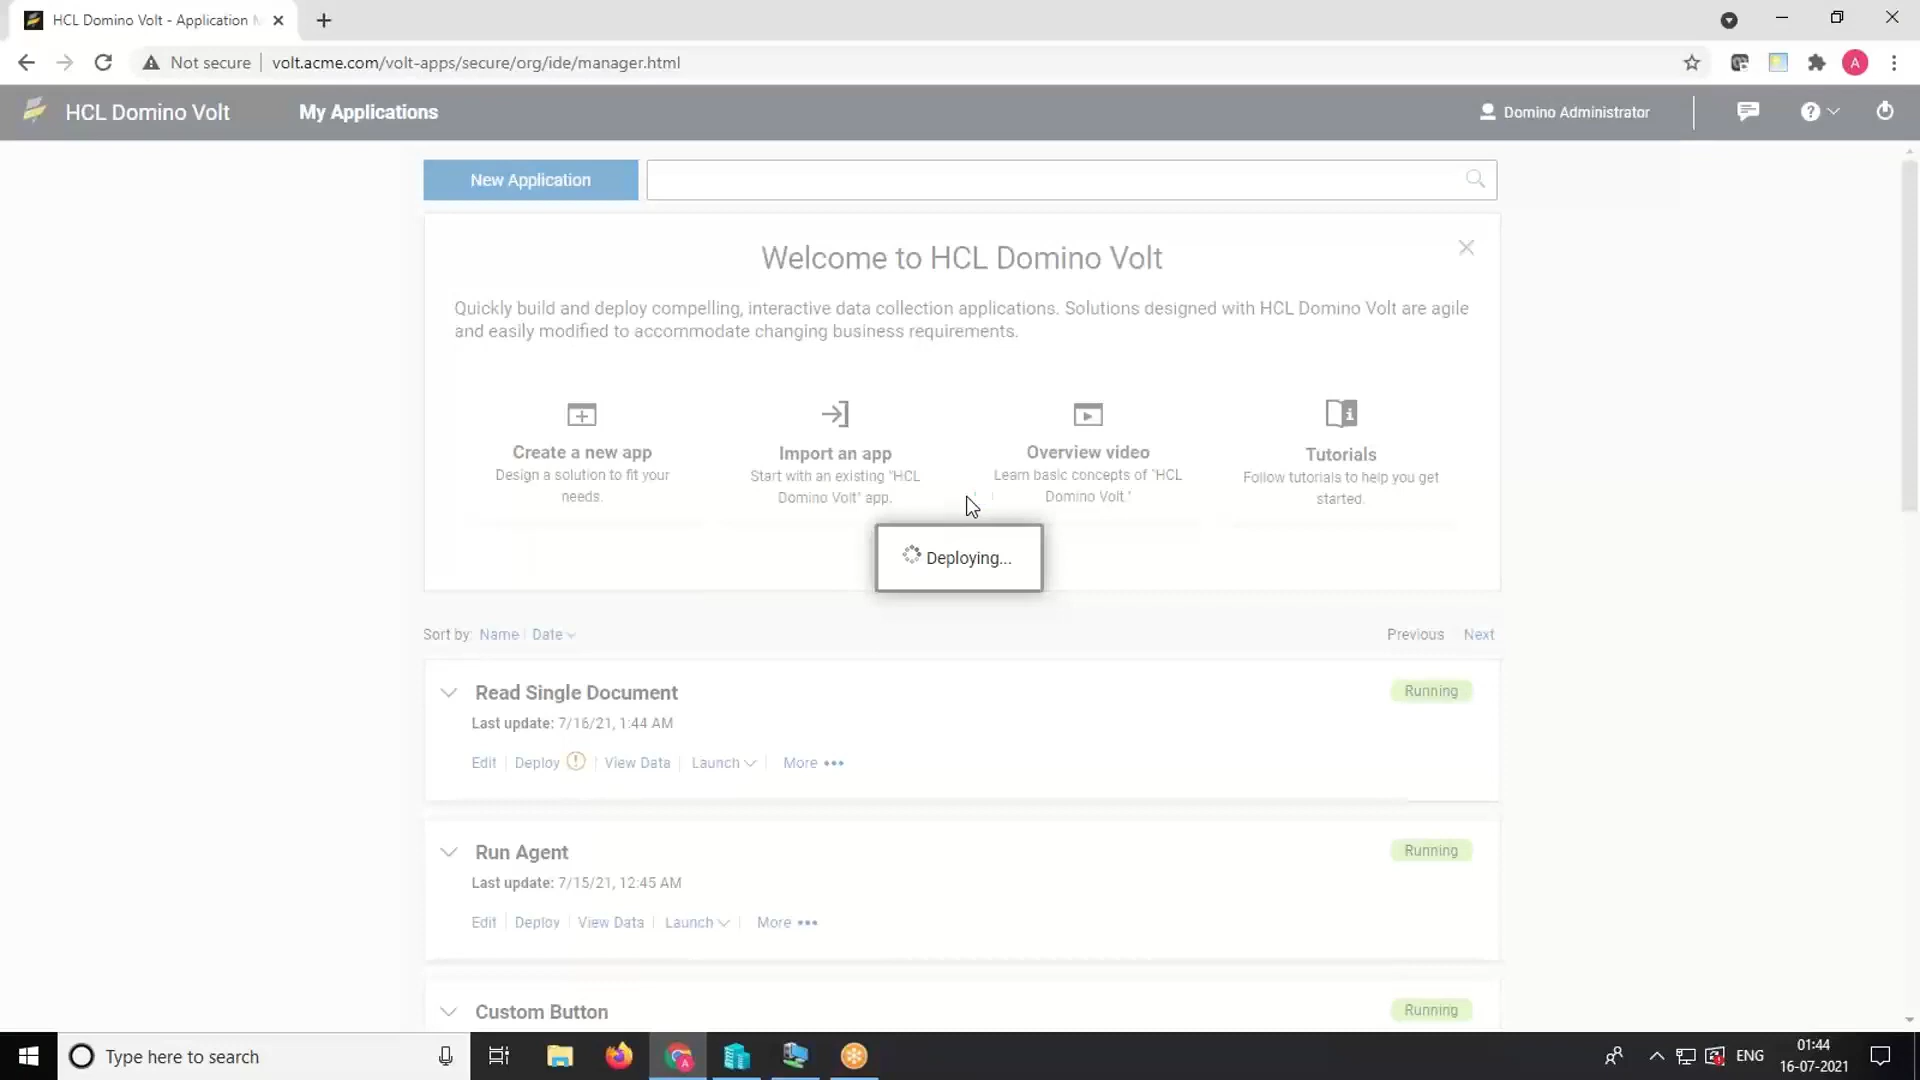 HCL Domino Volt - Application M
Not secure
volt.acme.com/volt-apps/secure/org/ide/manager.html
A
HCL Domino Volt
My Applications
Domino Administrator
New Application
Welcome to HCL Domino Volt
Quickly build and deploy compelling, interactive data collection applications. Solutions designed with HCL Domino Volt are agile
and easily modified to accommodate changing business requirements.
Create a new app
Design a solution to fit your
needs.
Import an app
Start with an existing "HCL
Domino Volt" app.
Overview video
Learn basic concepts of "HCL
Domino Volt."
Tutorials
Follow tutorials to help you get
started.
Deploying...
Sort by: Name Date
Previous Next
Read Single Document
Running
Last update: 7/16/21, 1:44 AM
Edit Deploy View Data Launch More •••
Run Agent
Running
Last update: 7/15/21, 12:45 AM
Edit Deploy View Data Launch More •••
Custom Button
Running
Type here to search
ENG
01:44
16-07-2021